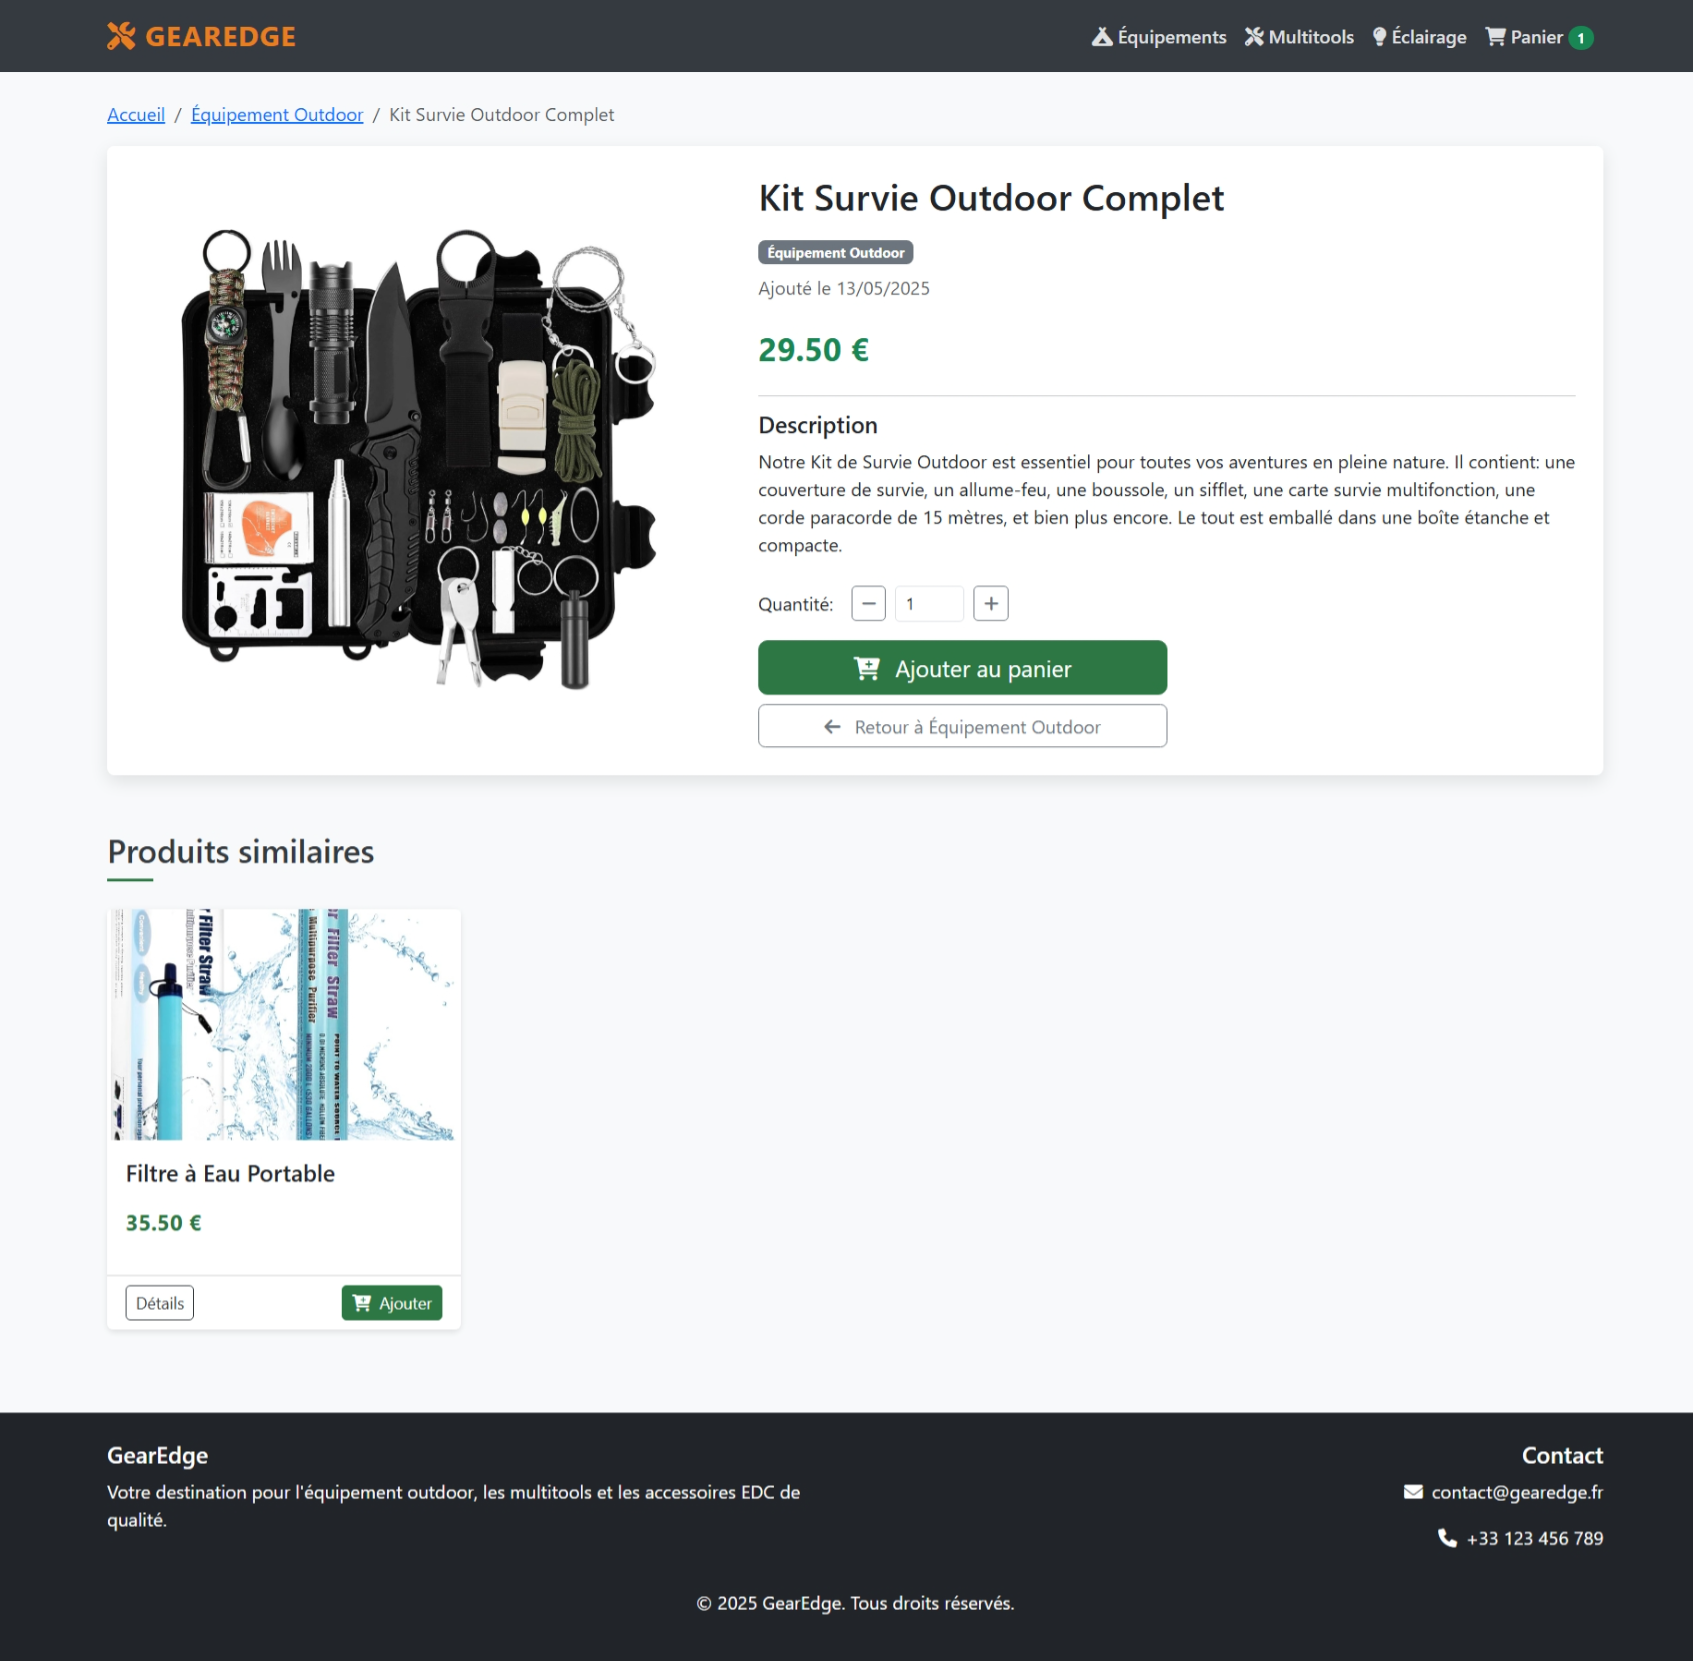 GEAREDGE
Équipements Multitools Éclairage Panier 1
Accueil / Équipement Outdoor / Kit Survie Outdoor Complet
Kit Survie Outdoor Complet
Équipement Outdoor
Ajouté le 13/05/2025
29.50 €
Description
Notre Kit de Survie Outdoor est essentiel pour toutes vos aventures en pleine nature. Il contient: une
couverture de survie, un allume-feu, une boussole, un sifflet, une carte survie multifonction, une
corde paracorde de 15 mètres, et bien plus encore. Le tout est emballé dans une boîte étanche et
compacte.
Quantité: 1
Ajouter au panier
Retour à Équipement Outdoor
Produits similaires
r Filter Straw
Multipurpose Purifier
Filter Straw
Filtre à Eau Portable
35.50 €
Détails
Ajouter
GearEdge
Votre destination pour l'équipement outdoor, les multitools et les accessoires EDC de
qualité.
Contact
contact@gearedge.fr
+33 123 456 789
© 2025 GearEdge. Tous droits réservés.